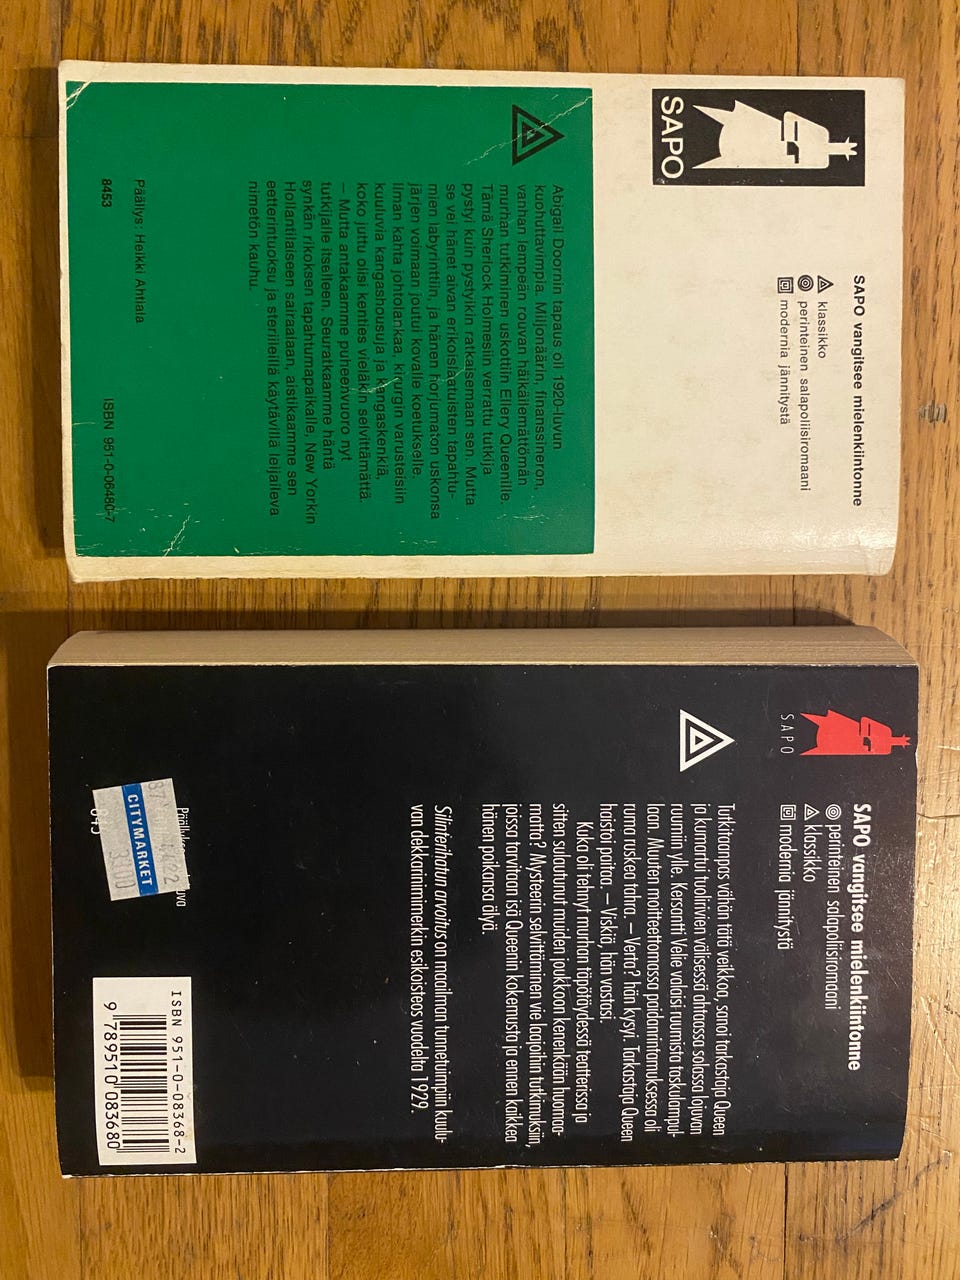 SAPO
SAPO vangitsee mielenkiintonne
klassikko
perinteinen salapoliisiromaani
modernia jännitystä
Abigail Doornin tapaus oli 1920-luvun
kuohuttavimpia. Miljonäärin, finanssineron,
vanhan lempeän rouvan häikäilemättömän
murhan tutkiminen uskottiin Ellery Queenille.
Tämä Sherlock Holmesiin verrattu tutkija
pystyi kuin pystyikin ratkaisemaan sen. Mutta
se vei hänet aivan erikoislaatuisten tapahtu-
mien labyrinttiin, ja hänen horjumaton uskonsa
järjen voimaan joutui kovalle koetukselle.
Ilman kahta johtolankaa, kirurgin varusteisiin
kuuluvia kangashousuja ja kangaskenkiä,
koko juttu olisi kenties vieläkin selvittämättä.
– Mutta antakaamme puheenvuoro nyt
tutkijalle itselleen. Seuratkaamme häntä
synkän rikoksen tapahtumapaikalle, New Yorkin
Hollantilaiseen sairaalaan, aistikaamme sen
eetterintuoksu ja steriileillä käytävillä leijaileva
nimetön kauhu.
Päällys: Heikki Ahtiala
8453
ISBN 951-0-06480-7
SAPO
SAPO vangitsee mielenkiintonne
perinteinen salapoliisiromaani
klassikko
modernia jännitystä
Tutkitaanpas vähän tätä veikkoa, sanoi tarkastaja Queen
ja kumartui tuolirivien välisessä ahtaassa solassa lojuvan
ruumiin ylle. Kersantti Velie valaisi ruumista taskulampul-
laan. Muuten moitteettomassa paidanrintamuksessa oli
ruma ruskea tahra. – Verta? hän kysyi. Tarkastaja Queen
haistoi paitaa. – Viskiä, hän vastasi.
Kuka oli tehnyt murhan täpötäydessä teatterissa ja
sitten sulautunut muiden joukkoon kenenkään huomaa-
matta? Mysteerin selvittäminen vie laajoihin tutkimuksiin,
joissa tarvitaan isä Queenin kokemusta ja ennen kaikkea
hänen poikansa älyä.
Silinterihatun arvoitus on maailman tunnetuimpiin kuulu-
van dekkarinimimerkin esikoisteos vuodelta 1929.
CITYMARKET
ISBN 951-0-08368-2
9 789510 083680